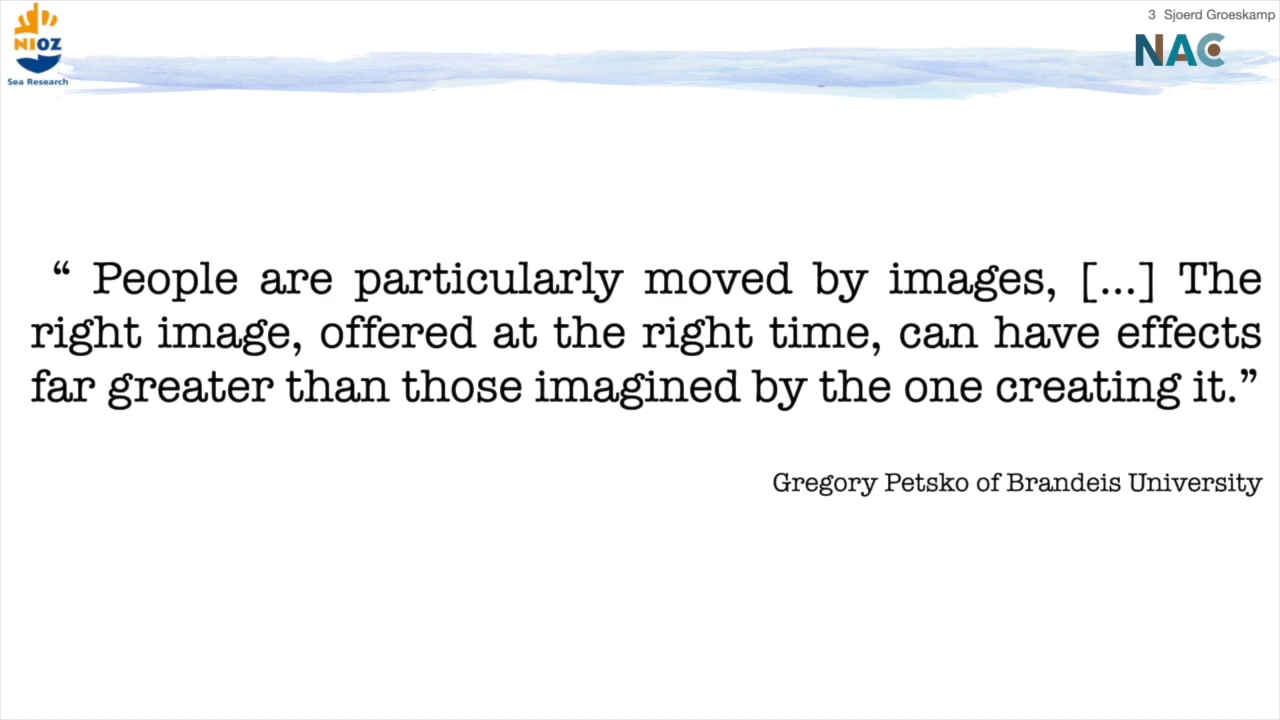 3 Sjoerd Groeskamp
NIOZ
Sea Research
NAC
“ People are particularly moved by images, [...] The
right image, offered at the right time, can have effects
far greater than those imagined by the one creating it.”
Gregory Petsko of Brandeis University